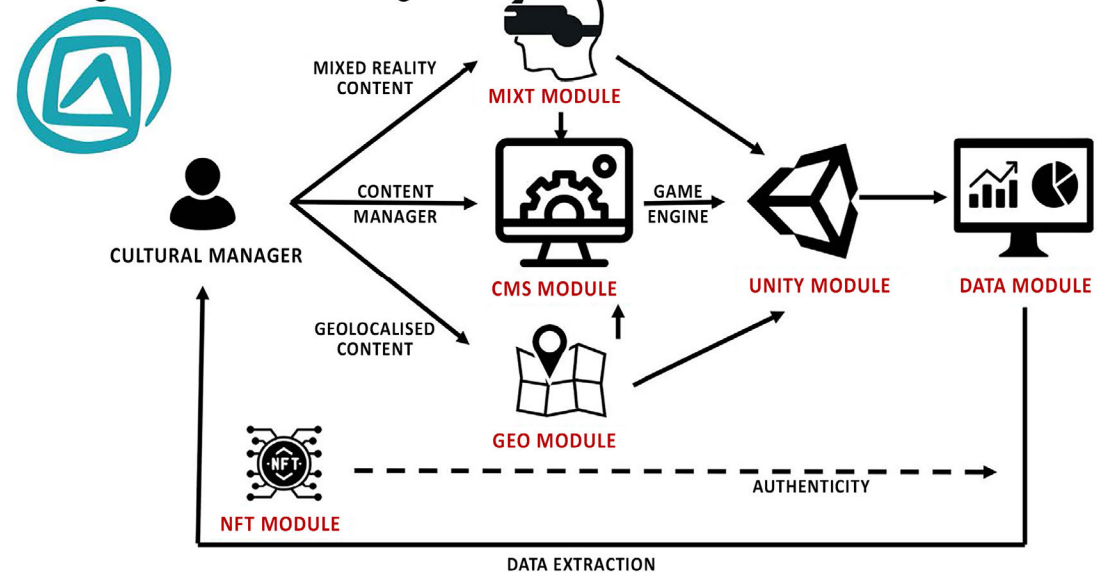 MIXED REALITY
CONTENT
MIXT MODULE
CONTENT
MANAGER
GAME
ENGINE
CULTURAL MANAGER
CMS MODULE
UNITY MODULE
DATA MODULE
GEOLOCALISED
CONTENT
GEO MODULE
NFT
AUTHENTICITY
NFT MODULE
DATA EXTRACTION